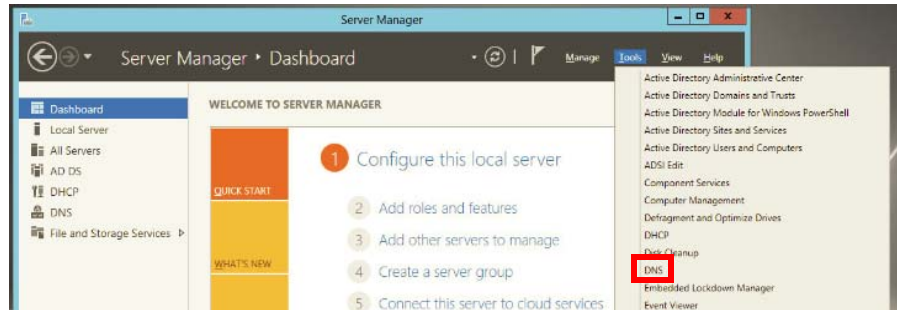 Server Manager
Server Manager • Dashboard
Manage Tools View Help
Dashboard
Local Server
All Servers
AD DS
DHCP
DNS
File and Storage Services
WELCOME TO SERVER MANAGER
QUICK START
WHAT'S NEW
1 Configure this local server
2 Add roles and features
3 Add other servers to manage
4 Create a server group
5 Connect this server to cloud services
Active Directory Administrative Center
Active Directory Domains and Trusts
Active Directory Module for Windows PowerShell
Active Directory Sites and Services
Active Directory Users and Computers
ADSI Edit
Component Services
Computer Management
Defragment and Optimize Drives
DHCP
Disk Cleanup
DNS
Embedded Lockdown Manager
Event Viewer